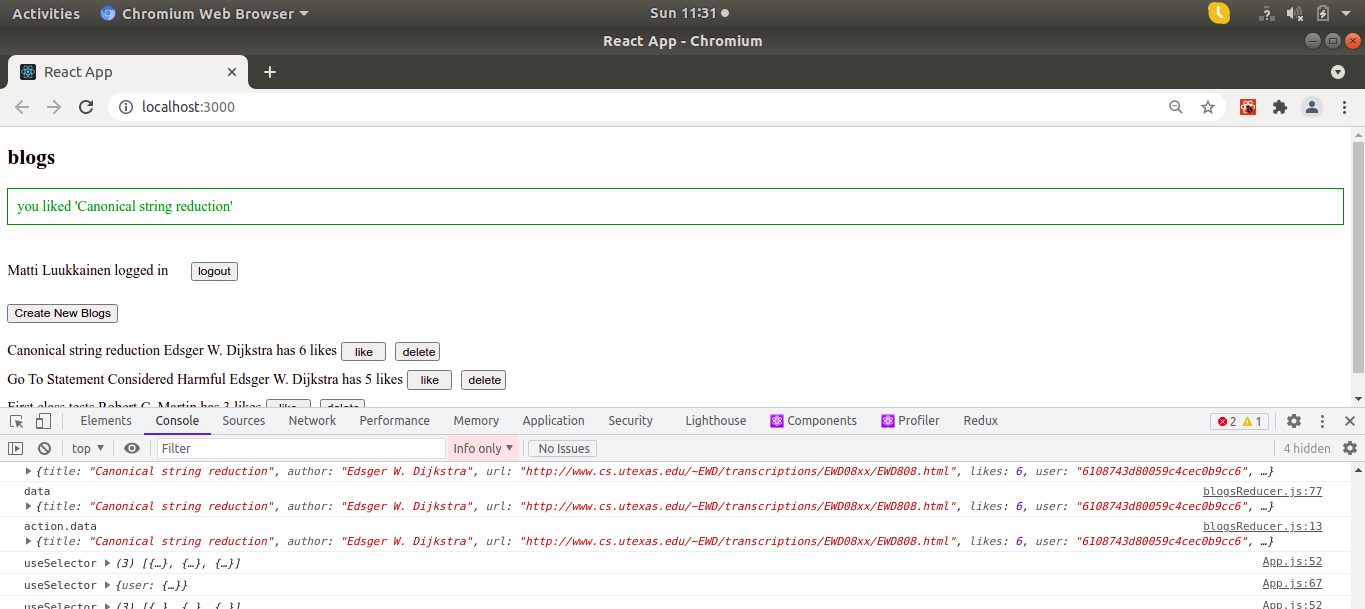 Activities Chromium Web Browser Sun 11:31
React App - Chromium
React App
localhost:3000
blogs
you liked 'Canonical string reduction'
Matti Luukkainen logged in logout
Create New Blogs
Canonical string reduction Edsger W. Dijkstra has 6 likes like delete
Go To Statement Considered Harmful Edsger W. Dijkstra has 5 likes like delete
First class tests Robert C. Martin has 3 likes like delete
Elements Console Sources Network Performance Memory Application Security Lighthouse Components Profiler Redux 2 1
top Filter Info only No Issues 4 hidden
{title: "Canonical string reduction", author: "Edsger W. Dijkstra", url: "http://www.cs.utexas.edu/~EWD/transcriptions/EWD08xx/EWD808.html", likes: 6, user: "6108743d80059c4cec0b9cc6", …}
data blogsReducer.js:77
{title: "Canonical string reduction", author: "Edsger W. Dijkstra", url: "http://www.cs.utexas.edu/~EWD/transcriptions/EWD08xx/EWD808.html", likes: 6, user: "6108743d80059c4cec0b9cc6", …}
action.data blogsReducer.js:13
{title: "Canonical string reduction", author: "Edsger W. Dijkstra", url: "http://www.cs.utexas.edu/~EWD/transcriptions/EWD08xx/EWD808.html", likes: 6, user: "6108743d80059c4cec0b9cc6", …}
useSelector (3) [{…}, {…}, {…}] App.js:52
useSelector {user: {…}} App.js:67
useSelector (3) [{…}, {…}, {…}] App.js:52